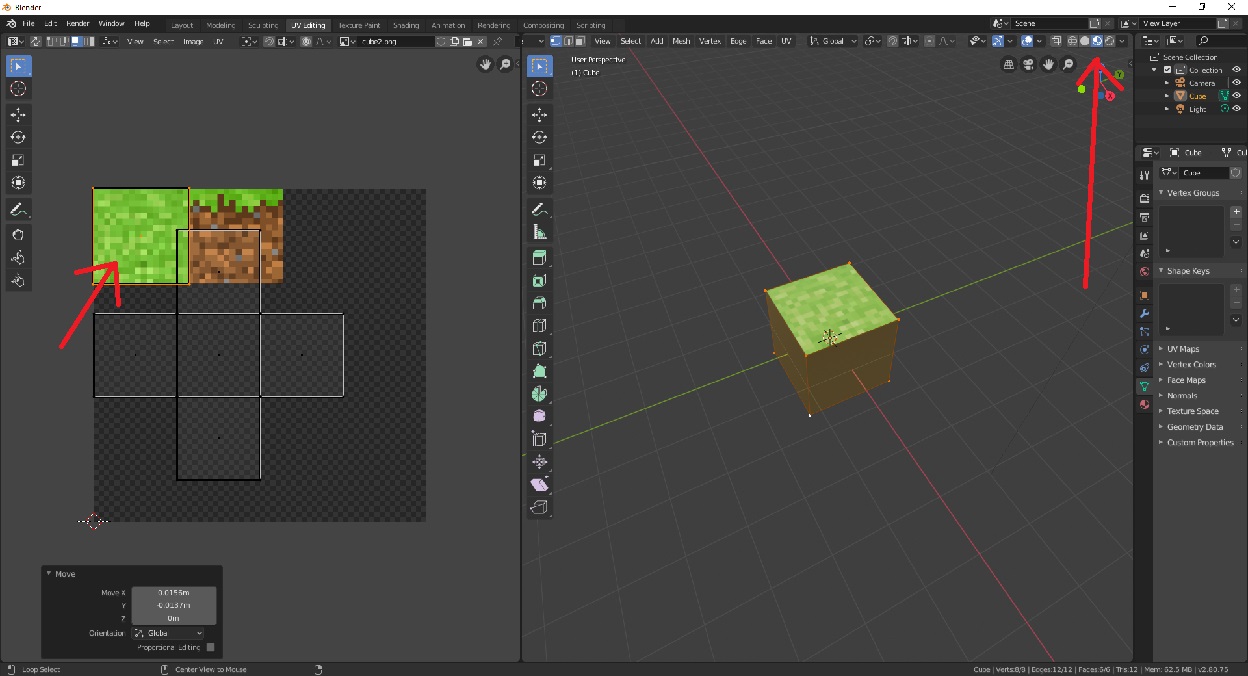 Blender
File Edit Render Window Help
Layout Modeling Sculpting UV Editing Texture Paint Shading Animation Rendering Compositing Scripting
Scene
View Layer
View Select Image UV
cube2.png
View Select Add Mesh Vertex Edge Face UV
Global
User Perspective
(1) Cube
Y
X
Scene Collection
Collection
Camera
Cube
Light
Cube
Cu
Cube
Vertex Groups
Shape Keys
UV Maps
Vertex Colors
Face Maps
Normals
Texture Space
Geometry Data
Custom Properties
Move
Move X 0.0156m
Y -0.0137m
Z 0m
Orientation Global
Proportional Editing
Loop Select
Center View to Mouse
Cube | Verts:8/8 | Edges:12/12 | Faces:6/6 | Tris:12 | Mem: 62.5 MB | v2.80.75